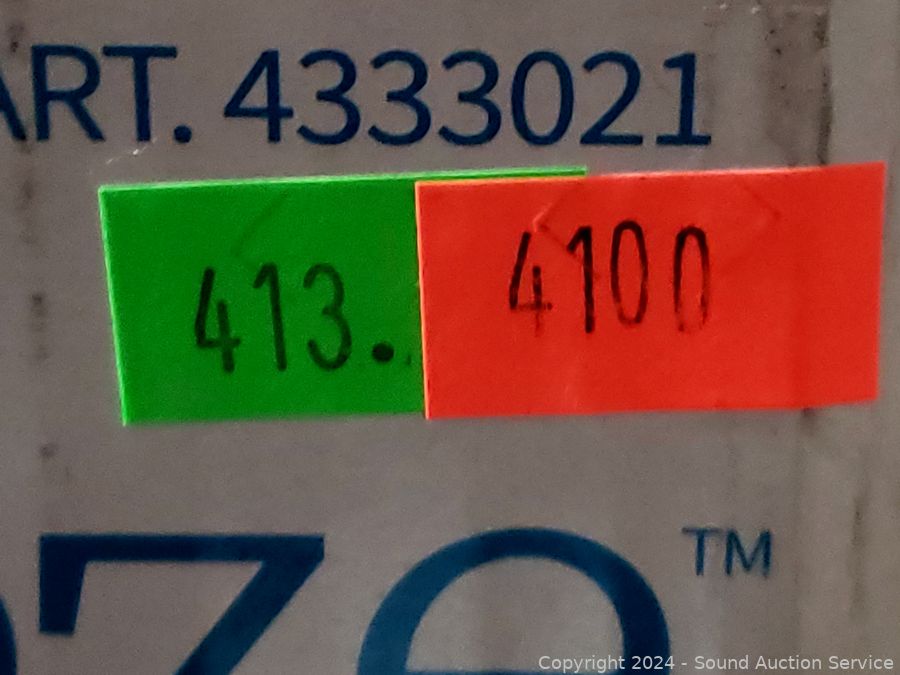 ART. 4333021
413.
4100
TM
Copyright 2024 - Sound Auction Service